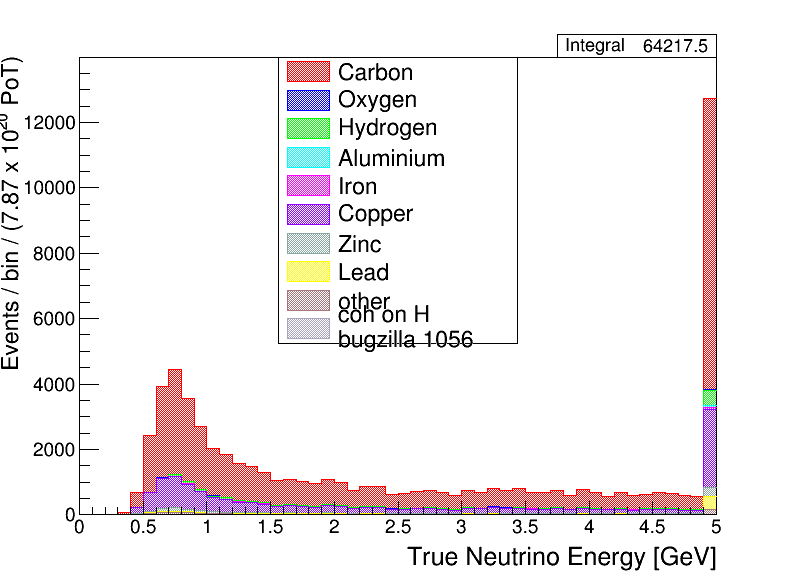 Integral 64217.5
Events / bin / (7.87 x 10²⁰ PoT)
12000
10000
8000
6000
4000
2000
0
Carbon
Oxygen
Hydrogen
Aluminium
Iron
Copper
Zinc
Lead
other
coh on H
bugzilla 1056
0 0.5 1 1.5 2 2.5 3 3.5 4 4.5 5
True Neutrino Energy [GeV]